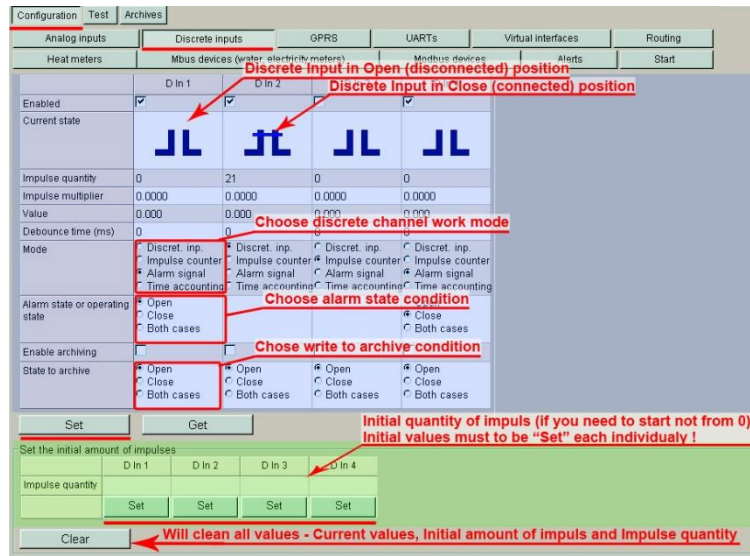 Configuration Test Archives
Analog inputs Discrete inputs GPRS UARTs Virtual interfaces Routing
Heat meters Mbus devices (water, electricity meters) Modbus devices Alerts Start
Discrete Input in Open (disconnected) position
D In 1 D In 2
Discrete Input in Close (connected) position
Enabled
Current state
Impulse quantity 0 21 0 0
Impulse multiplier 0.0000 0.0000 0.0000 0.0000
Value 0.000 0.000 0.000 0.000
Debounce time (ms) 0 0
Choose discrete channel work mode
Mode Discret. inp. Discret. inp. Discret. inp. Discret. inp.
Impulse counter Impulse counter Impulse counter Impulse counter
Alarm signal Alarm signal Alarm signal Alarm signal
Time accounting Time accounting Time accounting Time accounting
Alarm state or operating state Open Open
Choose alarm state condition
Close Close
Both cases Both cases
Enable archiving
Chose write to archive condition
State to archive Open Open Open Open
Close Close Close Close
Both cases Both cases Both cases Both cases
Set Get
Initial quantity of impuls (if you need to start not from 0)
Initial values must to be “Set” each individualy !
Set the initial amount of impulses
D In 1 D In 2 D In 3 D In 4
Impulse quantity
Set Set Set Set
Clear
Will clean all values - Current values, Initial amount of impuls and Impulse quantity